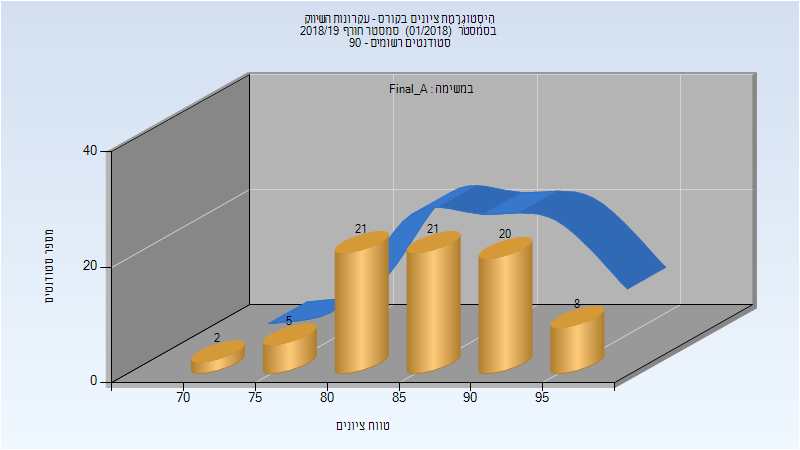 היסטוגרמת ציונים בקורס - עקרונות השיווק
בסמסטר (01/2018) סמסטר חורף 2018/19
סטודנטים רשומים - 90
במשימה : Final_A
מספר סטודנטים
40
20
0
2
5
21
21
20
8
70
75
80
85
90
95
טווח ציונים